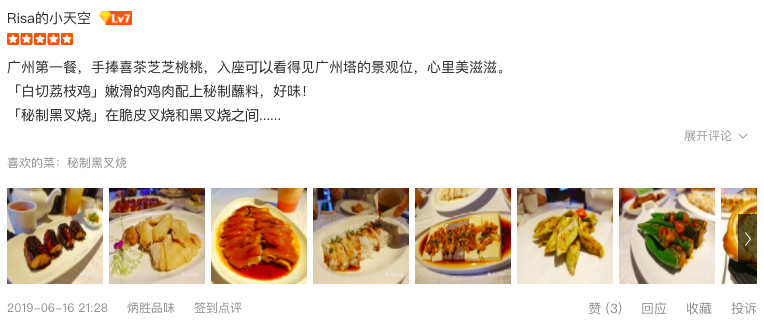 Risa的小天空 Lv7
广州第一餐，手捧喜茶芝芝桃桃，入座可以看得见广州塔的景观位，心里美滋滋。
「白切荔枝鸡」嫩滑的鸡肉配上秘制蘸料，好味！
「秘制黑叉烧」在脆皮叉烧和黑叉烧之间......
展开评论
喜欢的菜：秘制黑叉烧
2019-06-16 21:28 炳胜品味 签到点评 赞 (3) 回应 收藏 投诉